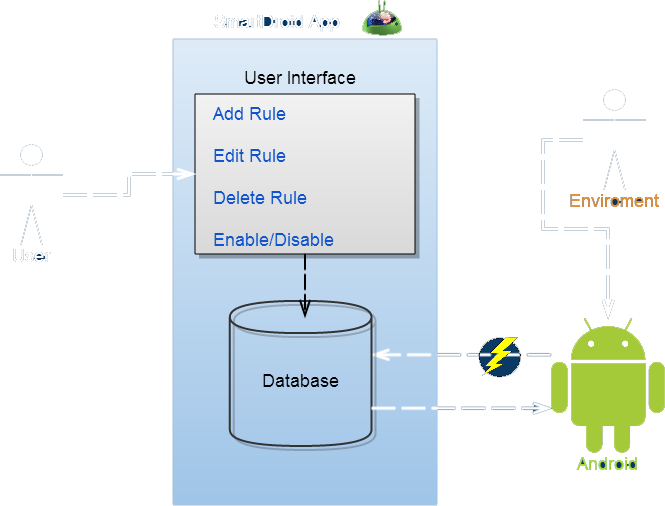 SmartDroid App
User Interface
Add Rule
Edit Rule
Delete Rule
Enable/Disable
User
Enviroment
Database
Android